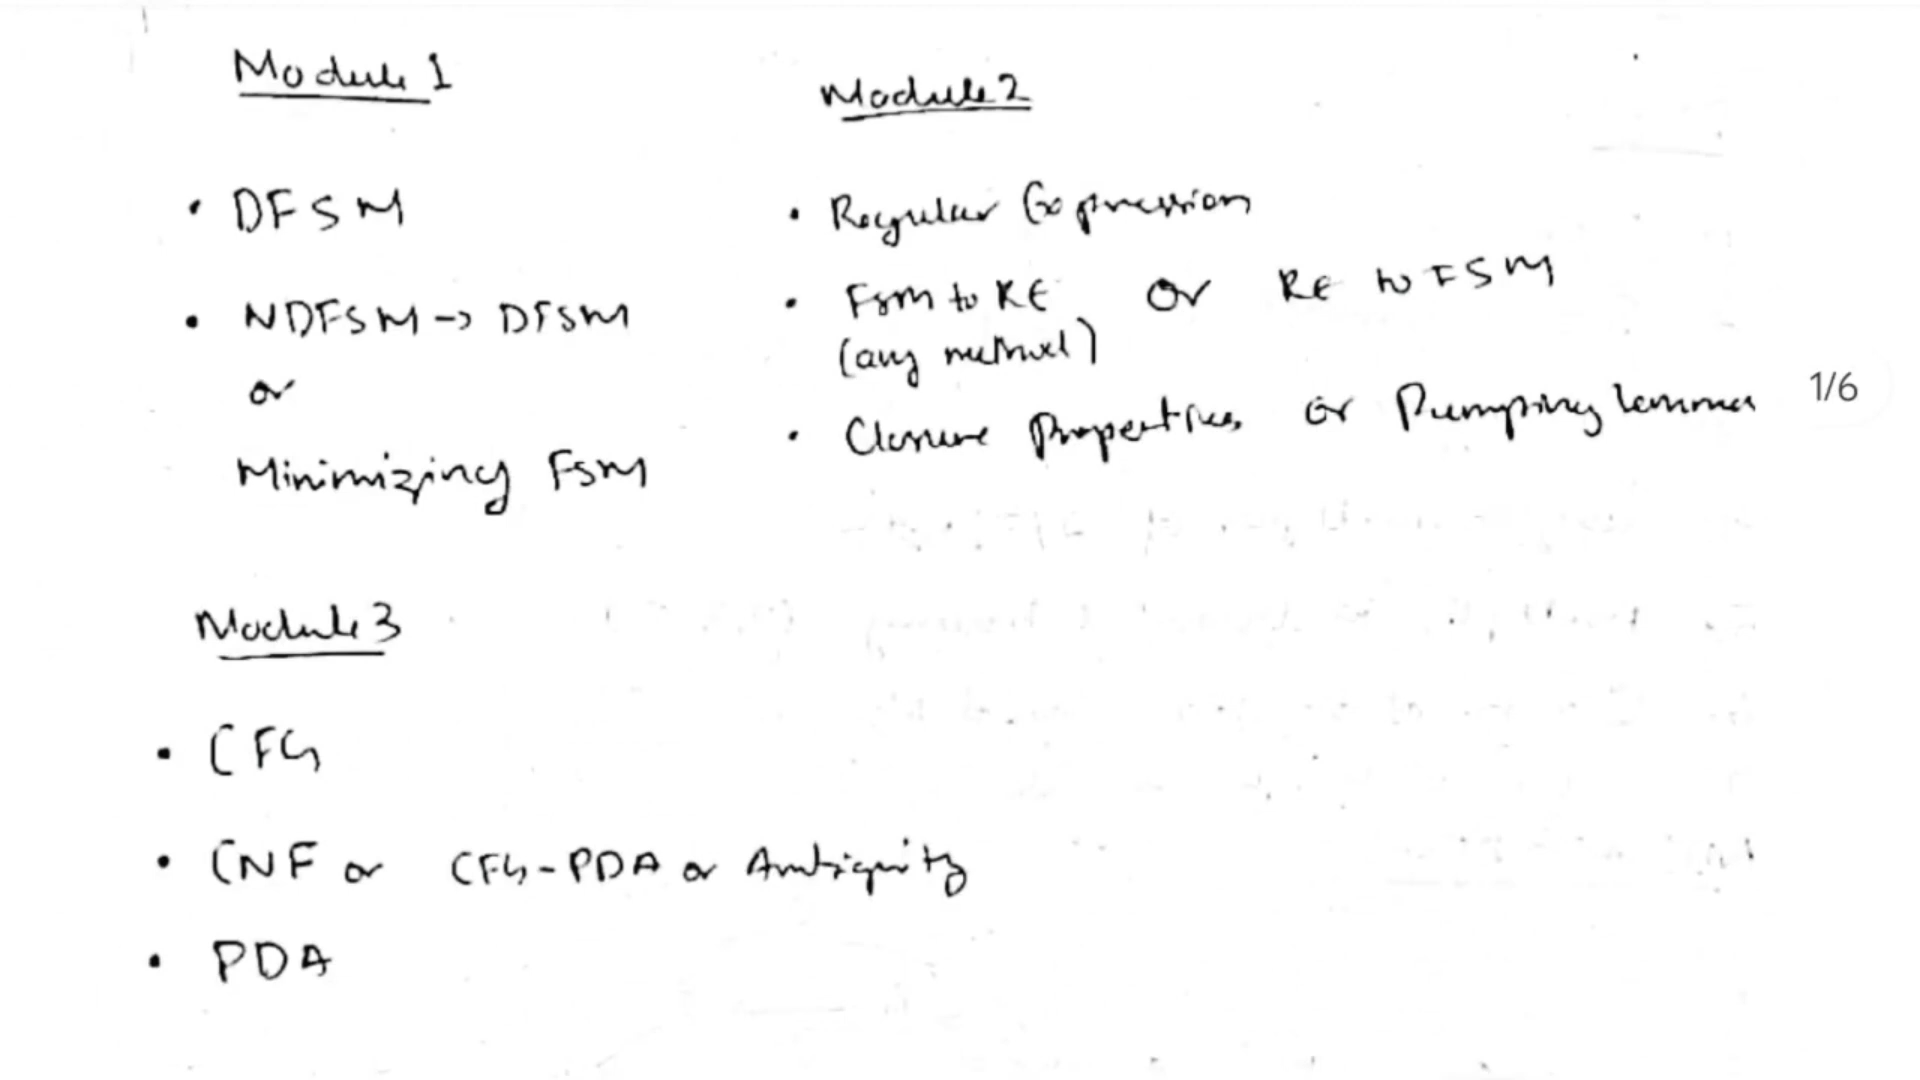 Module 1
• DFSM
• NDFSM -> DFSM
or
Minimizing FSM
Module 2
• Regular Expression
• FSM to RE or RE to FSM
(any method)
• Closure Properties or Pumping lemma
1/6
Module 3
• CFG
• CNF or CFG-PDA or Ambiguity
• PDA